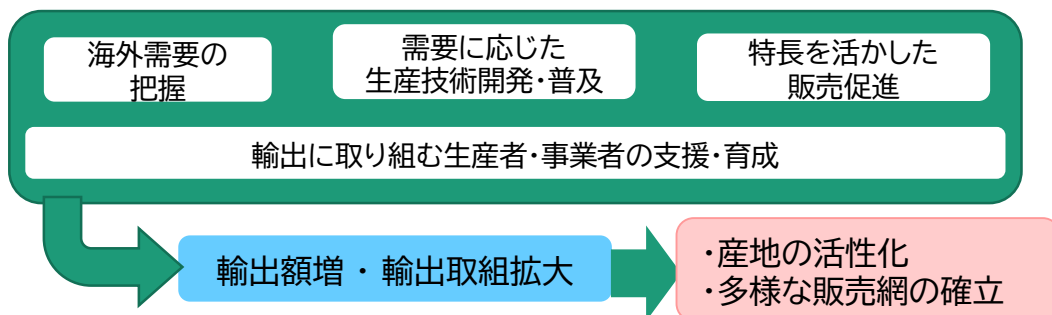 海外需要の
把握
需要に応じた
生産技術開発・普及
特長を活かした
販売促進
輸出に取り組む生産者・事業者の支援・育成
輸出額増 ・ 輸出取組拡大
・産地の活性化
・多様な販売網の確立